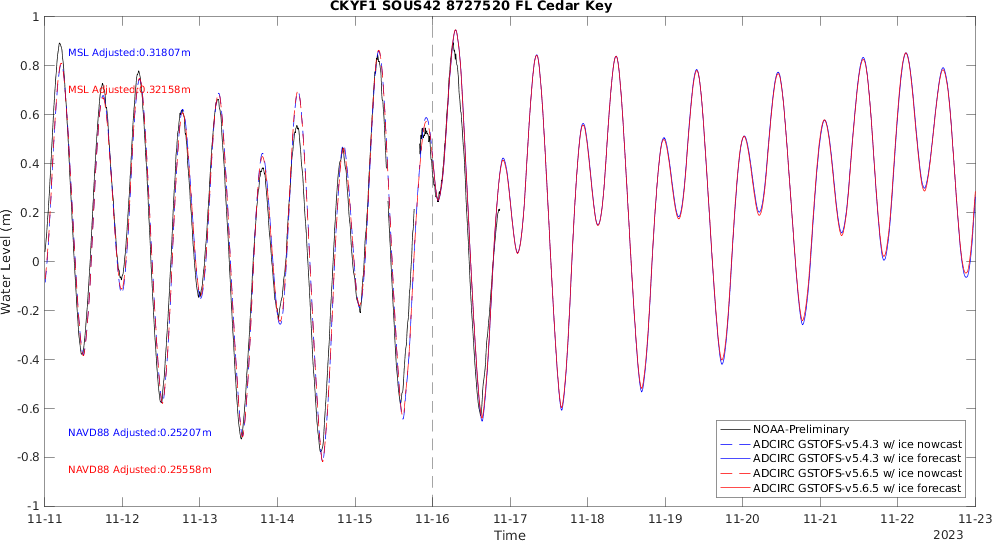 CKYF1 SOUS42 8727520 FL Cedar Key
1
0.8
0.6
0.4
0.2
0
-0.2
-0.4
-0.6
-0.8
-1
Water Level (m)
MSL Adjusted:0.31807m
MSL Adjusted:0.32158m
NAVD88 Adjusted:0.25207m
NAVD88 Adjusted:0.25558m
NOAA-Preliminary
ADCIRC GSTOFS-v5.4.3 w/ ice nowcast
ADCIRC GSTOFS-v5.4.3 w/ ice forecast
ADCIRC GSTOFS-v5.6.5 w/ ice nowcast
ADCIRC GSTOFS-v5.6.5 w/ ice forecast
11-11 11-12 11-13 11-14 11-15 11-16 11-17 11-18 11-19 11-20 11-21 11-22 11-23
Time
2023